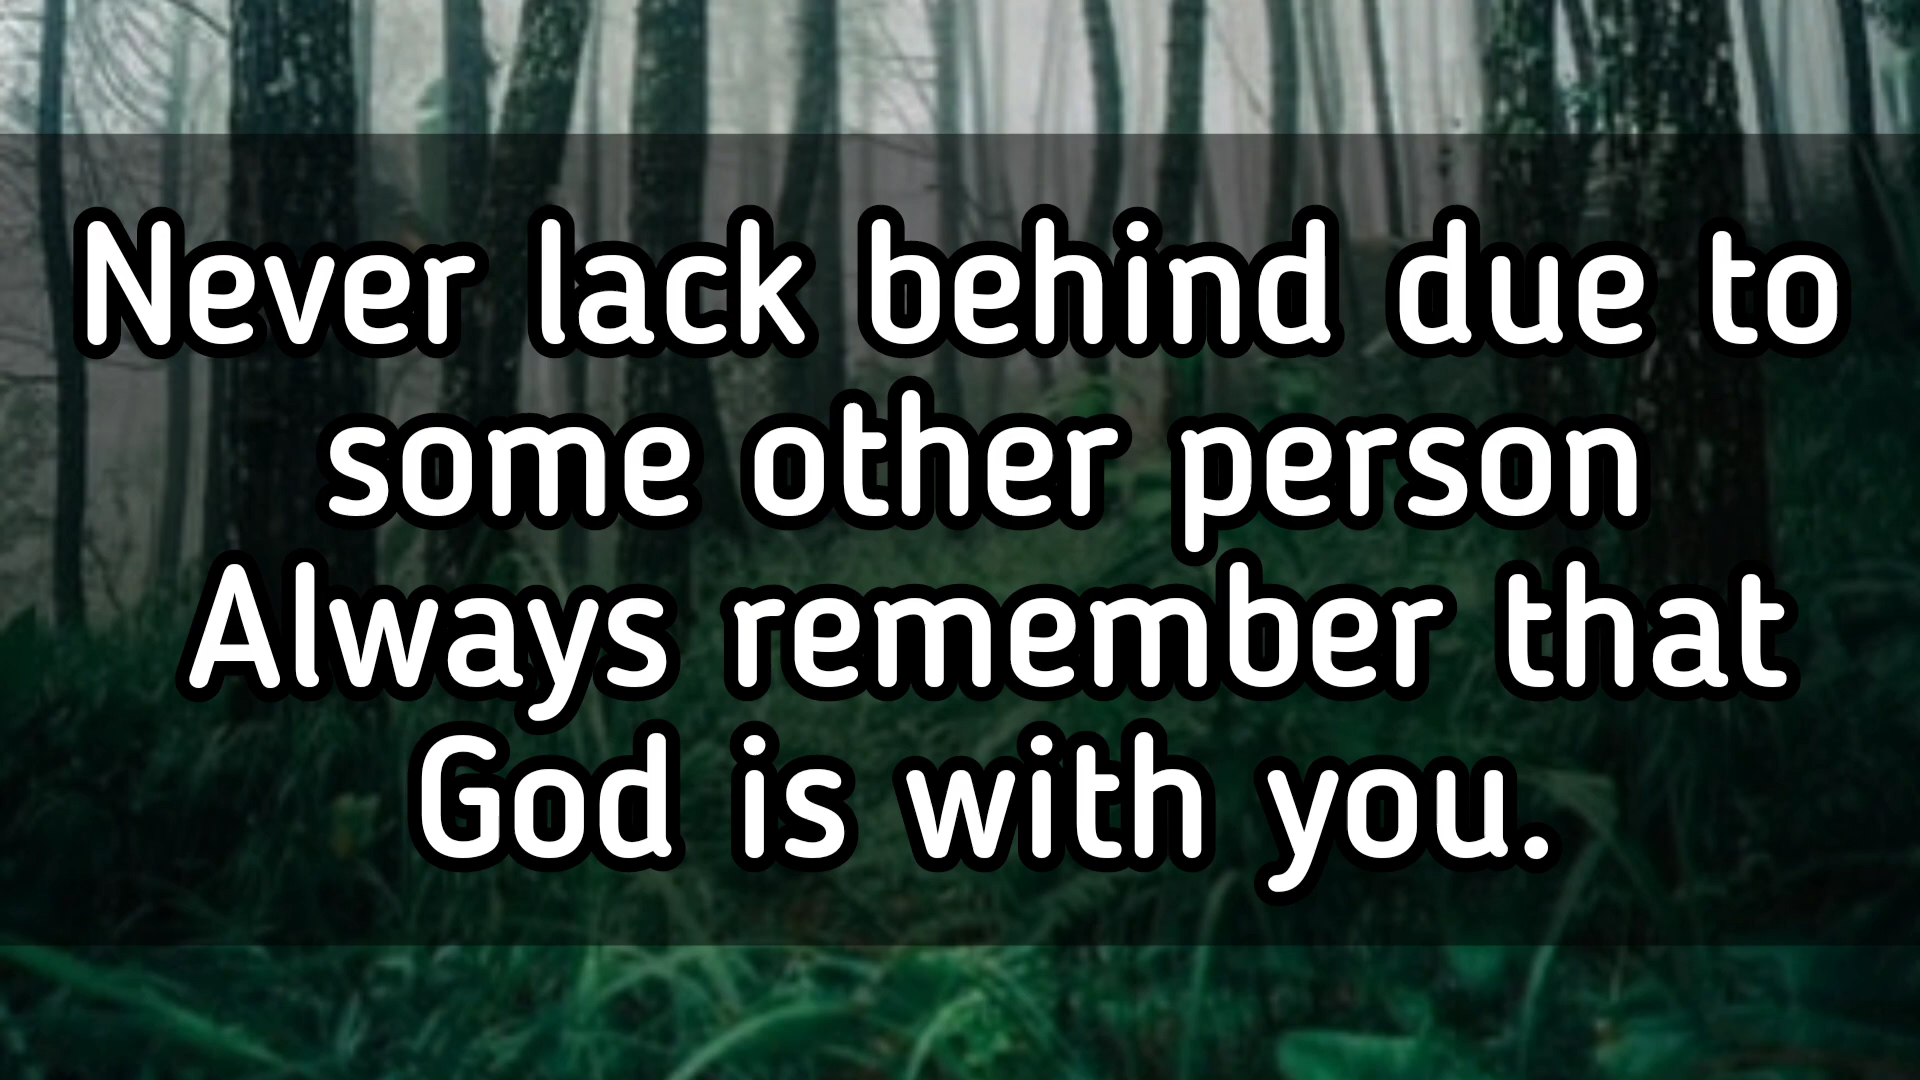 Never lack behind due to
some other person
Always remember that
God is with you.